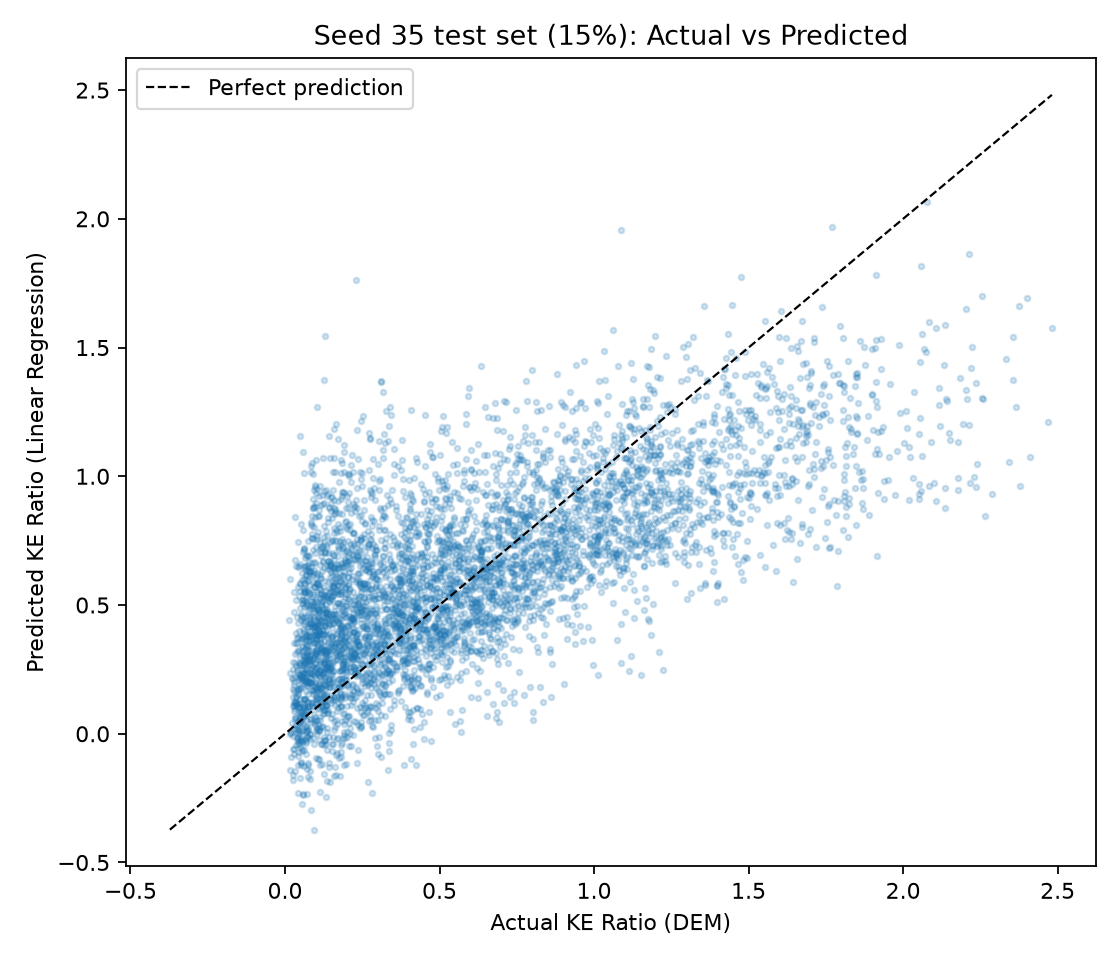 Seed 35 test set (15%): Actual vs Predicted
Perfect prediction
Predicted KE Ratio (Linear Regression)
2.5
2.0
1.5
1.0
0.5
0.0
−0.5
−0.5 0.0 0.5 1.0 1.5 2.0 2.5
Actual KE Ratio (DEM)